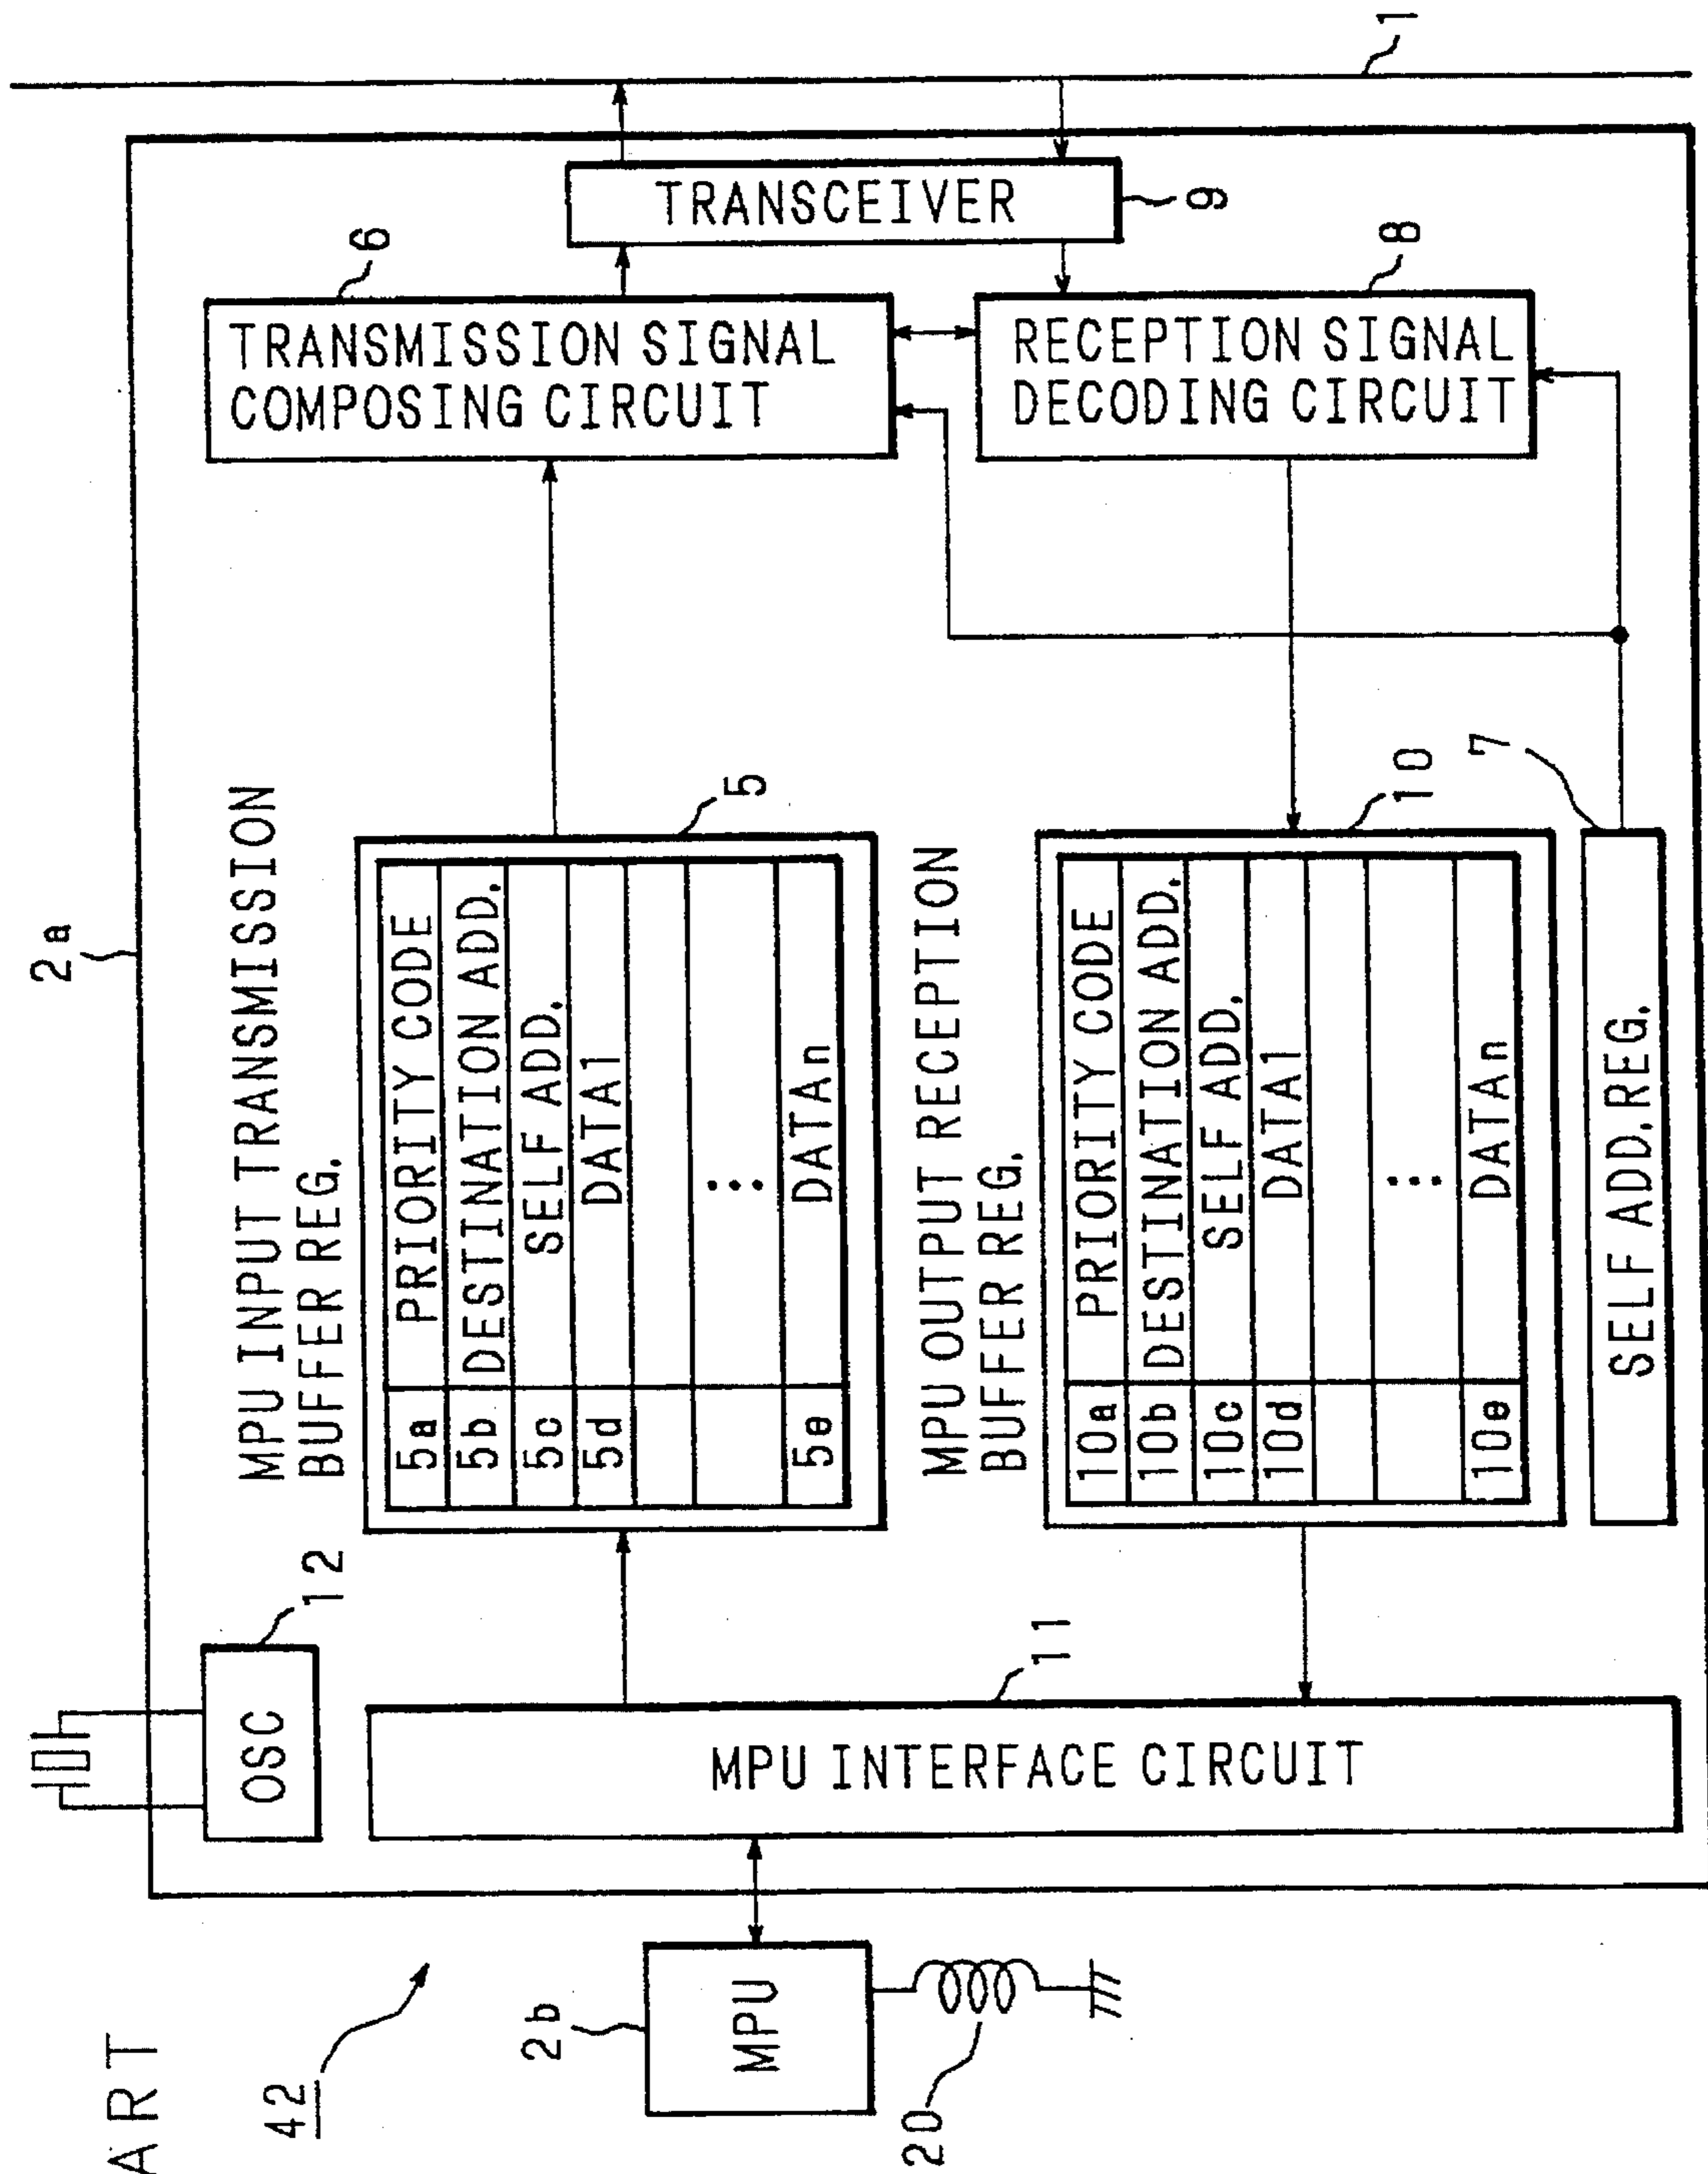 ART
42
2a
1
OSC
12
MPU INPUT TRANSMISSION
BUFFER REG.
5a PRIORITY CODE
5b DESTINATION ADD.
5c SELF ADD.
5d DATA1
...
5e DATAn
5
TRANSMISSION SIGNAL
COMPOSING CIRCUIT
6
TRANSCEIVER
9
2b
MPU
20
MPU INTERFACE CIRCUIT
11
MPU OUTPUT RECEPTION
BUFFER REG.
10a PRIORITY CODE
10b DESTINATION ADD.
10c SELF ADD.
10d DATA1
...
10e DATAn
10
RECEPTION SIGNAL
DECODING CIRCUIT
8
SELF ADD.REG.
7